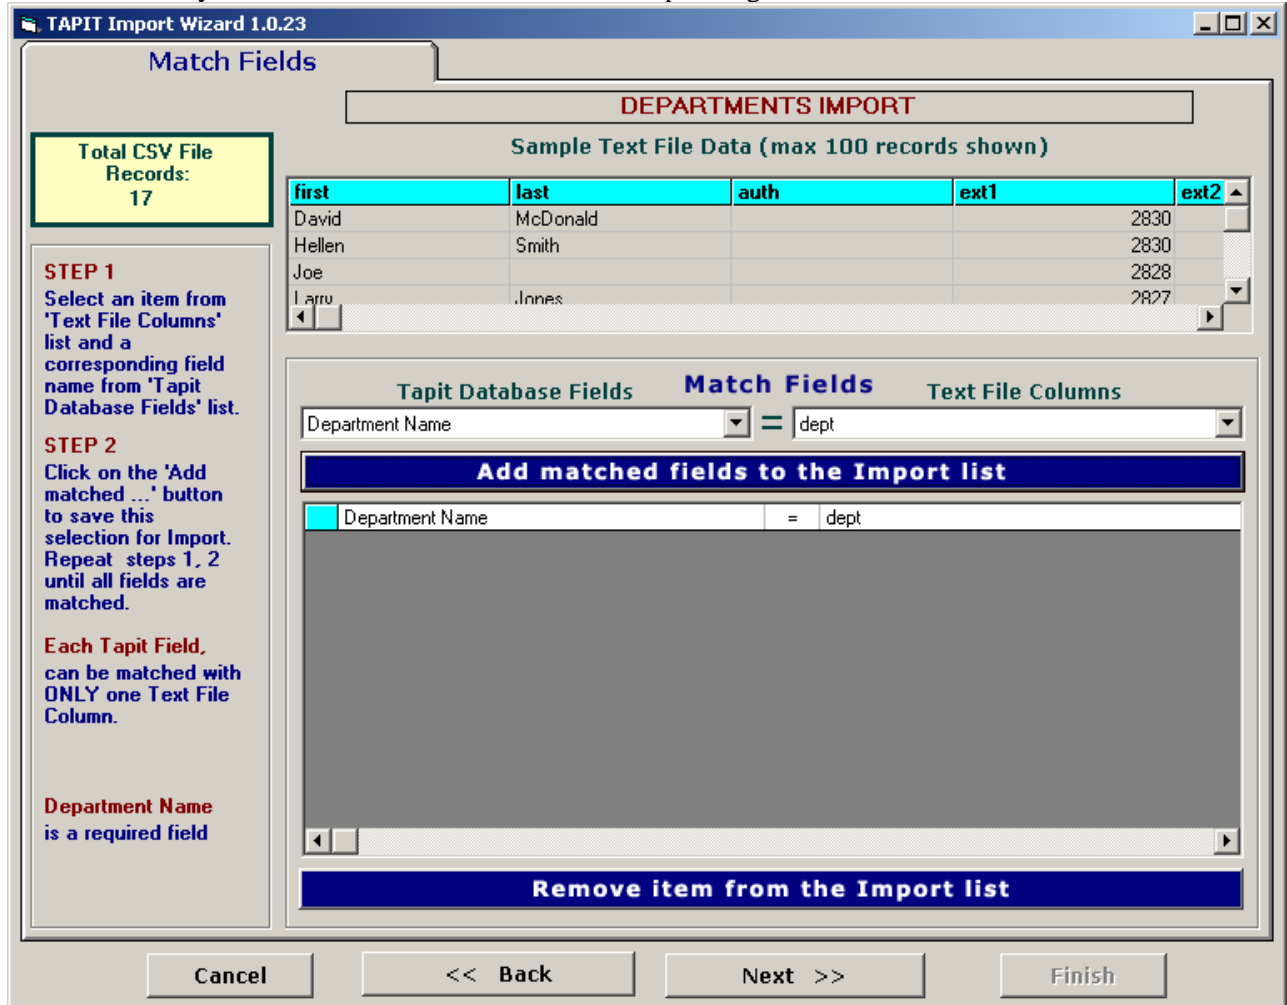 TAPIT Import Wizard 1.0.23
Match Fields
DEPARTMENTS IMPORT
Total CSV File
Records:
17
Sample Text File Data (max 100 records shown)
first last auth ext1 ext2
David McDonald 2830
Hellen Smith 2830
Joe 2828
Larry Jones 2827
STEP 1
Select an item from
'Text File Columns'
list and a
corresponding field
name from 'Tapit
Database Fields' list.
STEP 2
Click on the 'Add
matched ...' button
to save this
selection for Import.
Repeat steps 1, 2
until all fields are
matched.
Each Tapit Field,
can be matched with
ONLY one Text File
Column.
Department Name
is a required field
Tapit Database Fields Match Fields Text File Columns
Department Name = dept
Add matched fields to the Import list
Department Name = dept
Remove item from the Import list
Cancel << Back Next >> Finish